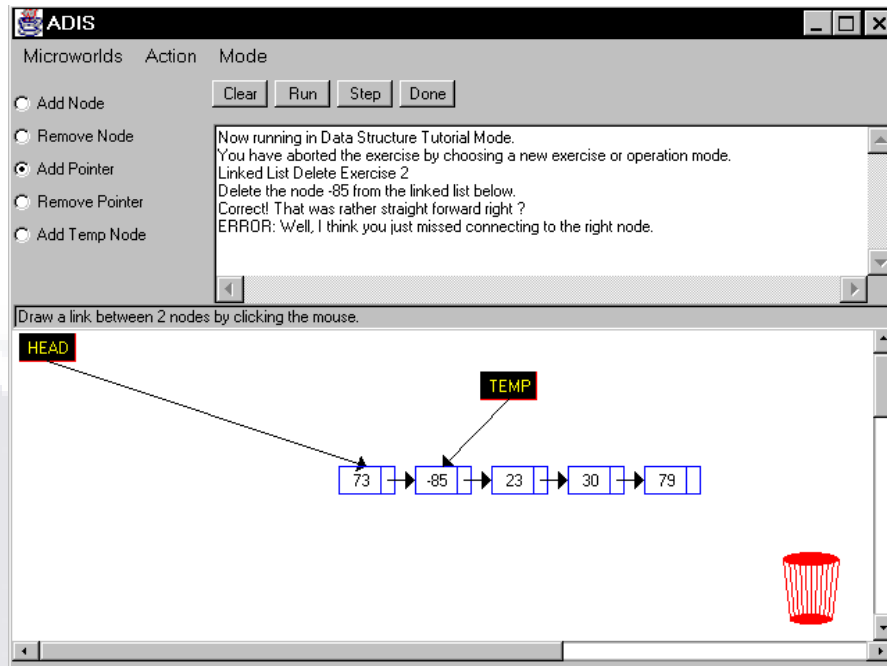 ADIS
Microworlds Action Mode
Clear Run Step Done
Add Node
Remove Node
Add Pointer
Remove Pointer
Add Temp Node
Now running in Data Structure Tutorial Mode.
You have aborted the exercise by choosing a new exercise or operation mode.
Linked List Delete Exercise 2
Delete the node -85 from the linked list below.
Correct! That was rather straight forward right ?
ERROR: Well, I think you just missed connecting to the right node.
Draw a link between 2 nodes by clicking the mouse.
HEAD
TEMP
73 -85 23 30 79